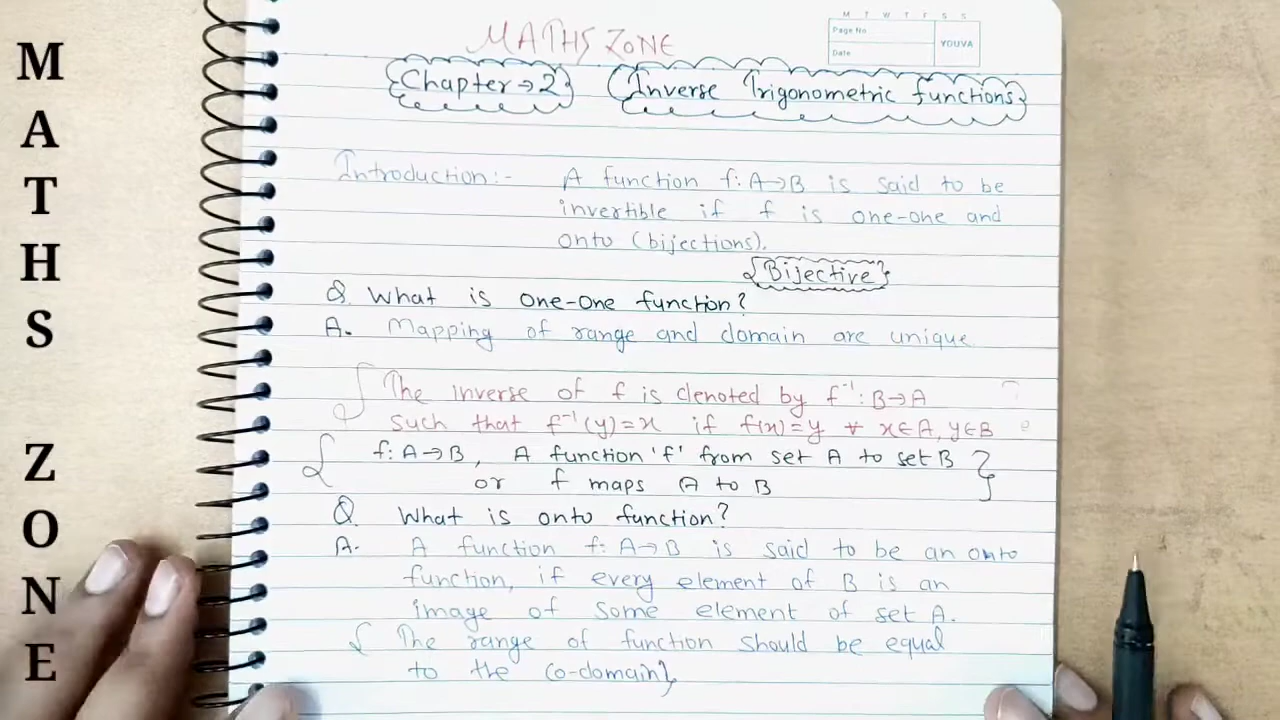 MATHS ZONE
MATHS ZONE
M T W T F S S
Page No
Date
YOUVA
Chapter → 2 Inverse Trigonometric functions
Introduction:- A function f: A→B is said to be
invertible if f is one-one and
onto (bijections).
{Bijective}
Q. What is one-one function?
A. Mapping of range and domain are unique
{ The inverse of f is denoted by f⁻¹: B→A
such that f⁻¹(y)=x if f(x)=y ∀ x∈A, y∈B
{ f: A→B, A function 'f' from set A to set B }
or f maps A to B
Q. What is onto function?
A. A function f: A→B is said to be an onto
function, if every element of B is an
image of some element of set A.
{ The range of function should be equal
to the Co-domain}